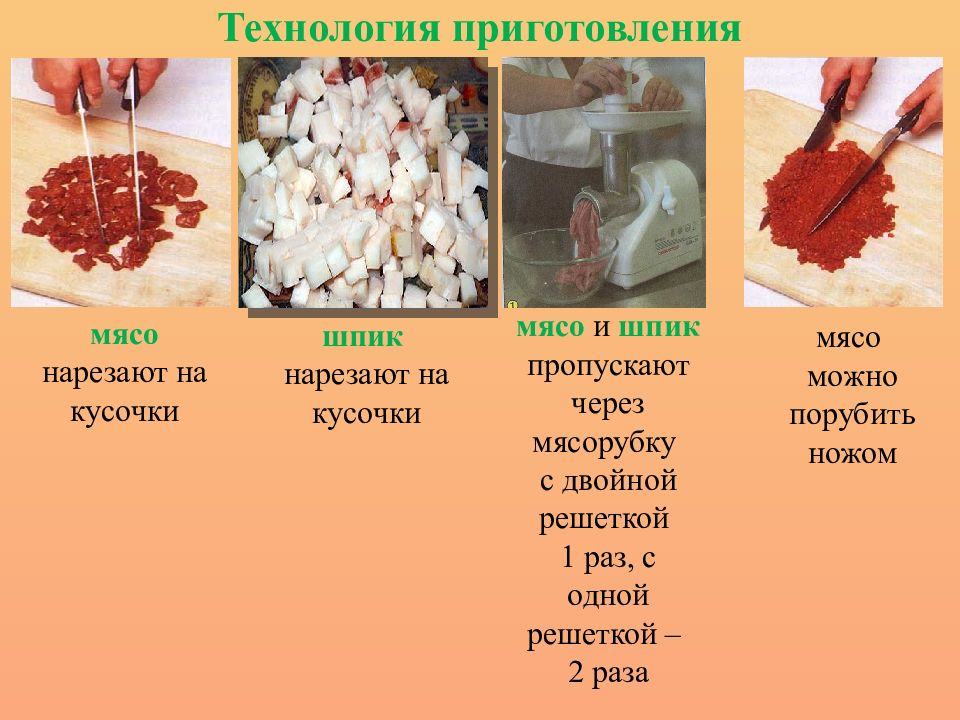 Технология приготовления
мясо
нарезают на
кусочки
шпик
нарезают на
кусочки
мясо и шпик
пропускают
через
мясорубку
с двойной
решеткой
1 раз, с
одной
решеткой –
2 раза
мясо
можно
порубить
ножом